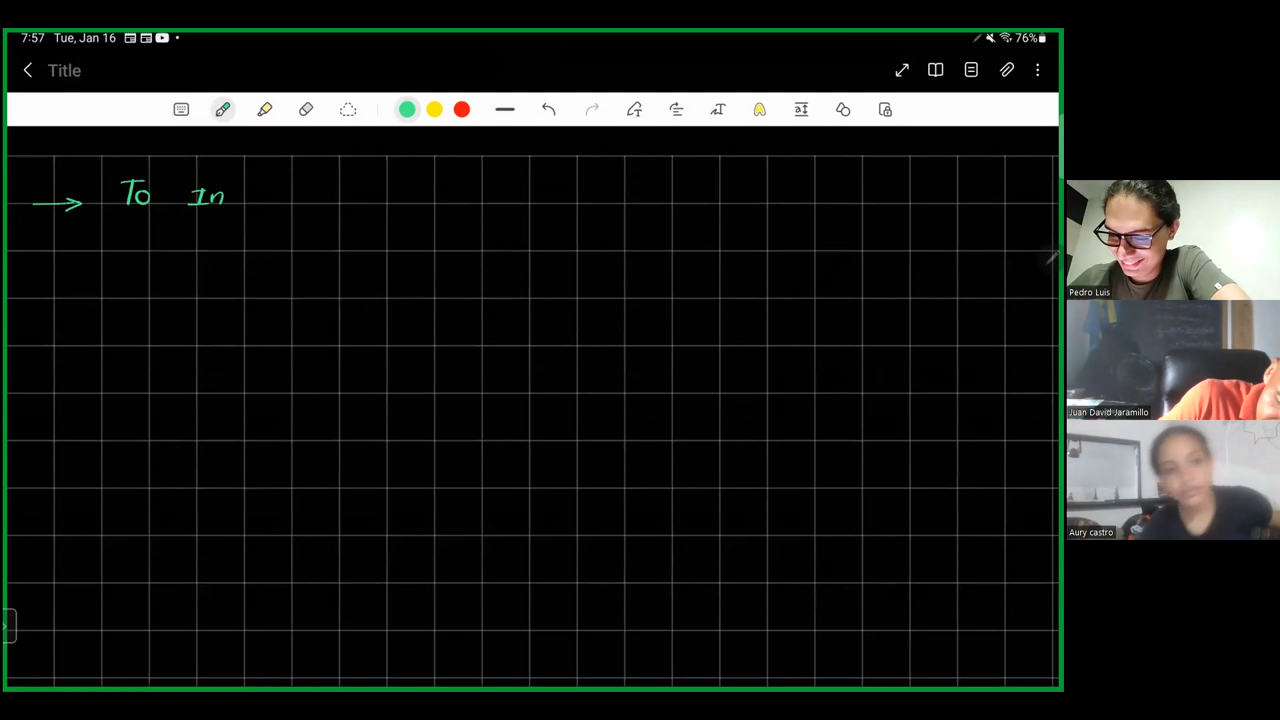 7:57 Tue, Jan 16 76%
Title
→ To In
Pedro Luis
Juan David Jaramillo
Aury castro